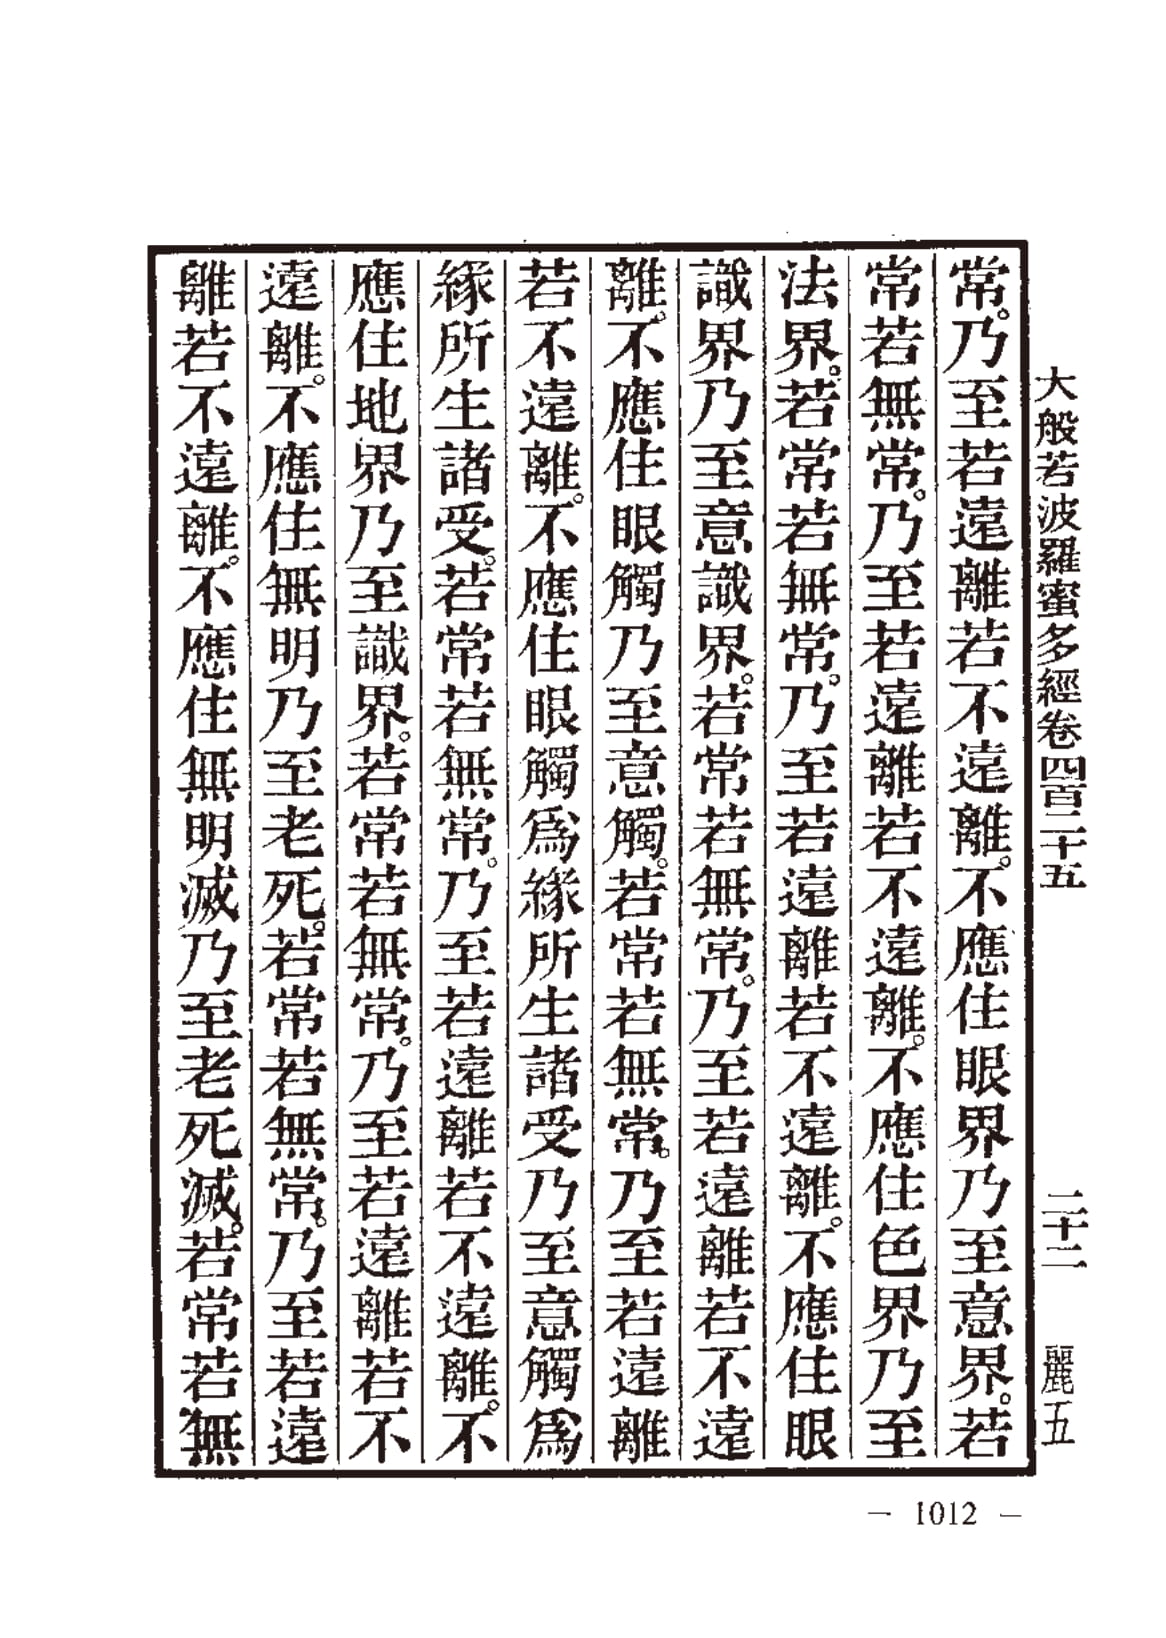 大般若波羅蜜多經卷四百二十五　二十二　麗五
常。乃至若遠離若不遠離。不應住眼界乃至意界。若
常若無常。乃至若遠離若不遠離。不應住色界乃至
法界。若常若無常。乃至若遠離若不遠離。不應住眼
識界乃至意識界。若常若無常。乃至若遠離若不遠
離。不應住眼觸乃至意觸。若常若無常。乃至若遠離
若不遠離。不應住眼觸爲緣所生諸受乃至意觸爲
緣所生諸受。若常若無常。乃至若遠離若不遠離。不
應住地界乃至識界。若常若無常。乃至若遠離若不
遠離。不應住無明乃至老死。若常若無常。乃至若遠
離若不遠離。不應住無明滅乃至老死滅。若常若無
— 1012 —